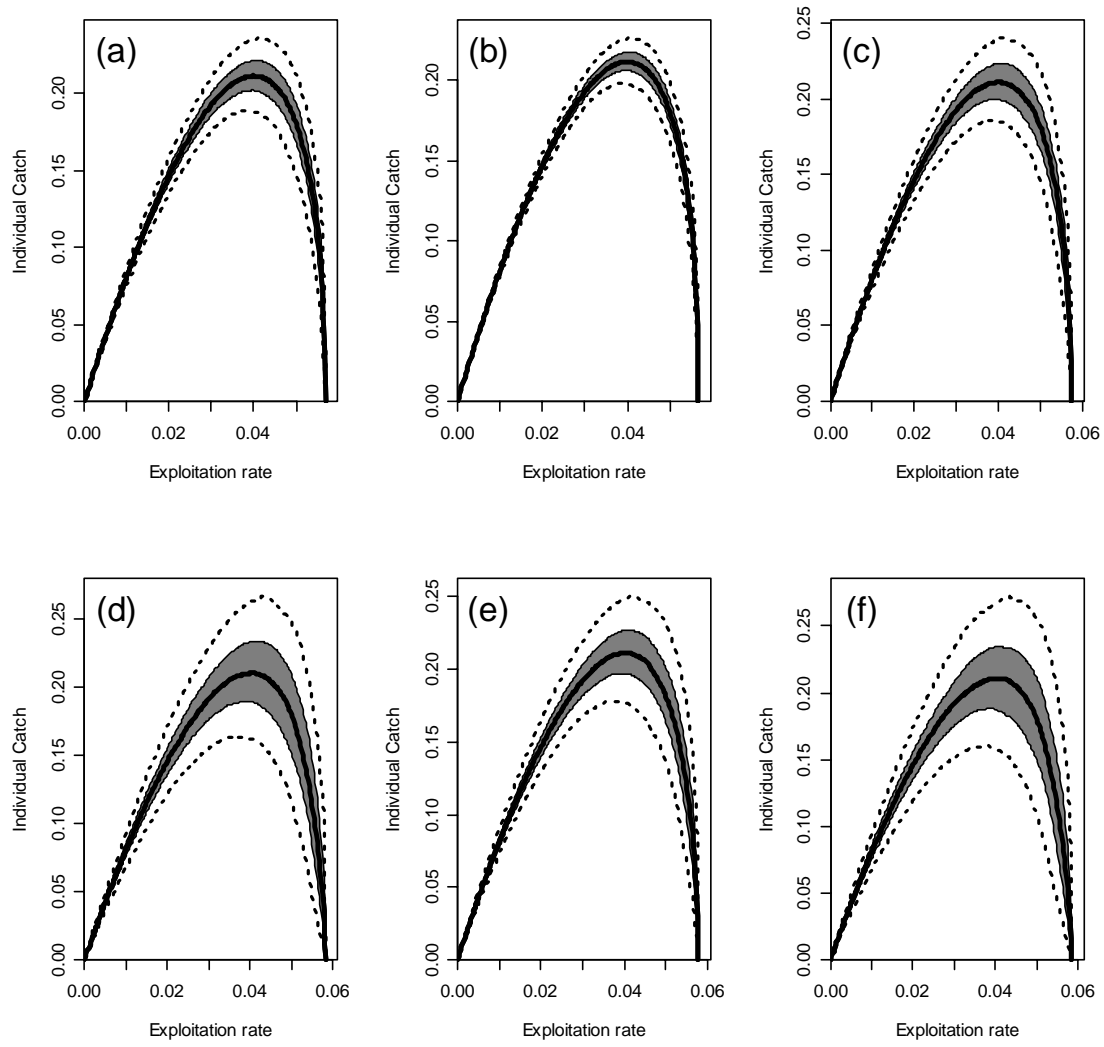 (a)
Individual Catch
0.00 0.05 0.10 0.15 0.20
0.00 0.02 0.04
Exploitation rate
(b)
Individual Catch
0.00 0.05 0.10 0.15 0.20
0.00 0.02 0.04
Exploitation rate
(c)
Individual Catch
0.00 0.05 0.10 0.15 0.20 0.25
0.00 0.02 0.04 0.06
Exploitation rate
(d)
Individual Catch
0.00 0.05 0.10 0.15 0.20 0.25
0.00 0.02 0.04 0.06
Exploitation rate
(e)
Individual Catch
0.00 0.05 0.10 0.15 0.20 0.25
0.00 0.02 0.04
Exploitation rate
(f)
Individual Catch
0.00 0.05 0.10 0.15 0.20 0.25
0.00 0.02 0.04 0.06
Exploitation rate